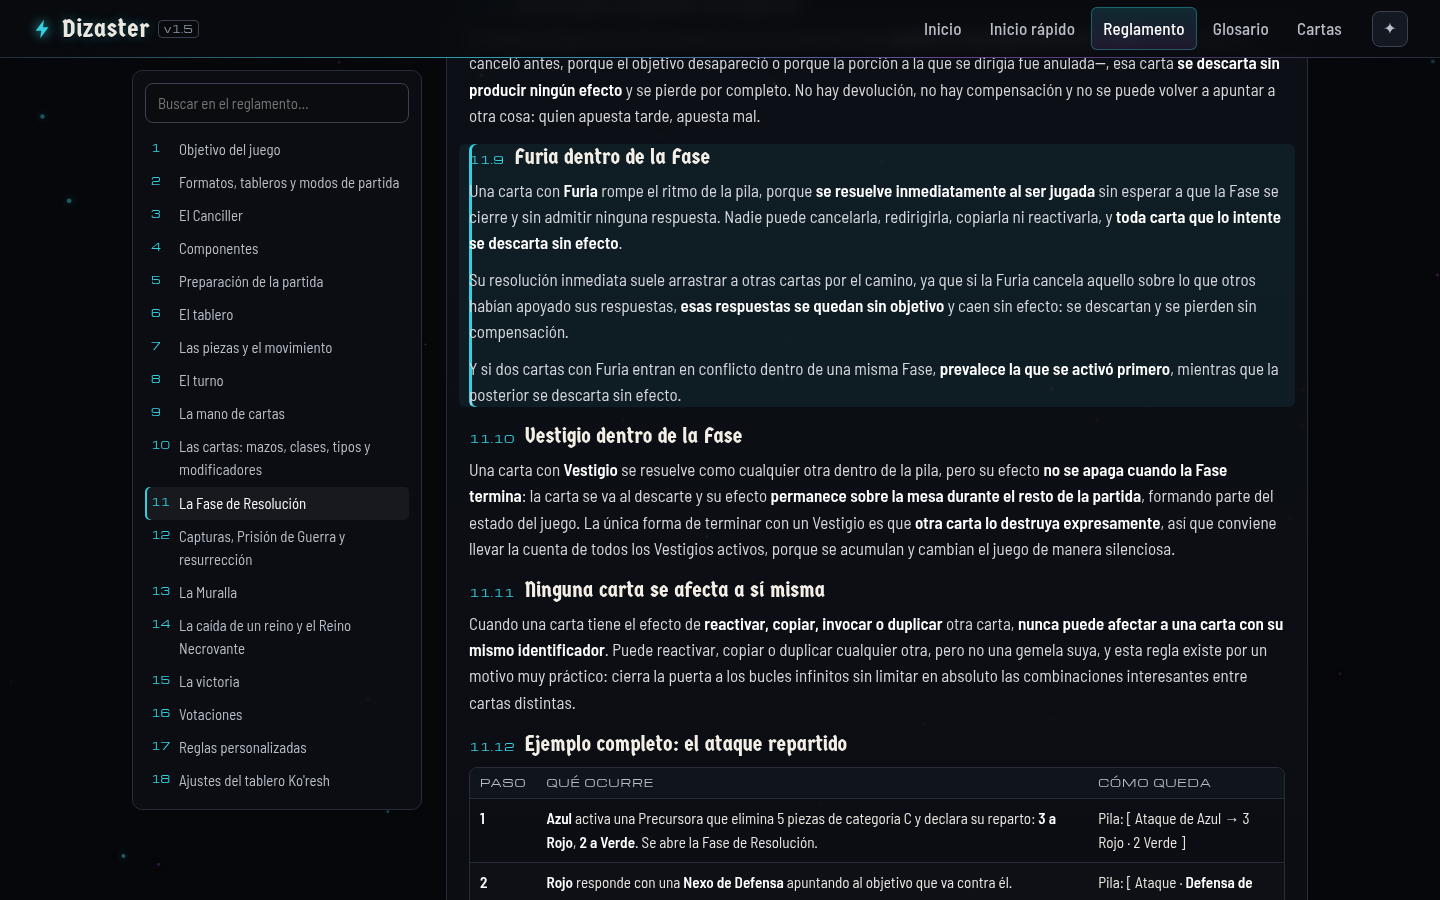 Dizaster v1.5
Inicio
Inicio rápido
Reglamento
Glosario
Cartas
Buscar en el reglamento...
1 Objetivo del juego
2 Formatos, tableros y modos de partida
3 El Canciller
4 Componentes
5 Preparación de la partida
6 El tablero
7 Las piezas y el movimiento
8 El turno
9 La mano de cartas
10 Las cartas: mazos, clases, tipos y
modificadores
11 La Fase de Resolución
12 Capturas, Prisión de Guerra y
resurrección
13 La Muralla
14 La caída de un reino y el Reino
Necrovante
15 La victoria
16 Votaciones
17 Reglas personalizadas
18 Ajustes del tablero Ko'resh
canceló antes, porque el objetivo desapareció o porque la porción a la que se dirigía fue anulada—, esa carta se descarta sin
producir ningún efecto y se pierde por completo. No hay devolución, no hay compensación y no se puede volver a apuntar a
otra cosa: quien apuesta tarde, apuesta mal.
11.9 Furia dentro de la Fase
Una carta con Furia rompe el ritmo de la pila, porque se resuelve inmediatamente al ser jugada sin esperar a que la Fase se
cierre y sin admitir ninguna respuesta. Nadie puede cancelarla, redirigirla, copiarla ni reactivarla, y toda carta que lo intente
se descarta sin efecto.
Su resolución inmediata suele arrastrar a otras cartas por el camino, ya que si la Furia cancela aquello sobre lo que otros
habían apoyado sus respuestas, esas respuestas se quedan sin objetivo y caen sin efecto: se descartan y se pierden sin
compensación.
Y si dos cartas con Furia entran en conflicto dentro de una misma Fase, prevalece la que se activó primero, mientras que la
posterior se descarta sin efecto.
11.10 Vestigio dentro de la Fase
Una carta con Vestigio se resuelve como cualquier otra dentro de la pila, pero su efecto no se apaga cuando la Fase
termina: la carta se va al descarte y su efecto permanece sobre la mesa durante el resto de la partida, formando parte del
estado del juego. La única forma de terminar con un Vestigio es que otra carta lo destruya expresamente, así que conviene
llevar la cuenta de todos los Vestigios activos, porque se acumulan y cambian el juego de manera silenciosa.
11.11 Ninguna carta se afecta a sí misma
Cuando una carta tiene el efecto de reactivar, copiar, invocar o duplicar otra carta, nunca puede afectar a una carta con su
mismo identificador. Puede reactivar, copiar o duplicar cualquier otra, pero no una gemela suya, y esta regla existe por un
motivo muy práctico: cierra la puerta a los bucles infinitos sin limitar en absoluto las combinaciones interesantes entre
cartas distintas.
11.12 Ejemplo completo: el ataque repartido
PASO QUÉ OCURRE CÓMO QUEDA
1 Azul activa una Precursora que elimina 5 piezas de categoría C y declara su reparto: 3 a Pila: [ Ataque de Azul → 3
Rojo, 2 a Verde. Se abre la Fase de Resolución. Rojo · 2 Verde ]
2 Rojo responde con una Nexo de Defensa apuntando al objetivo que va contra él. Pila: [ Ataque · Defensa de